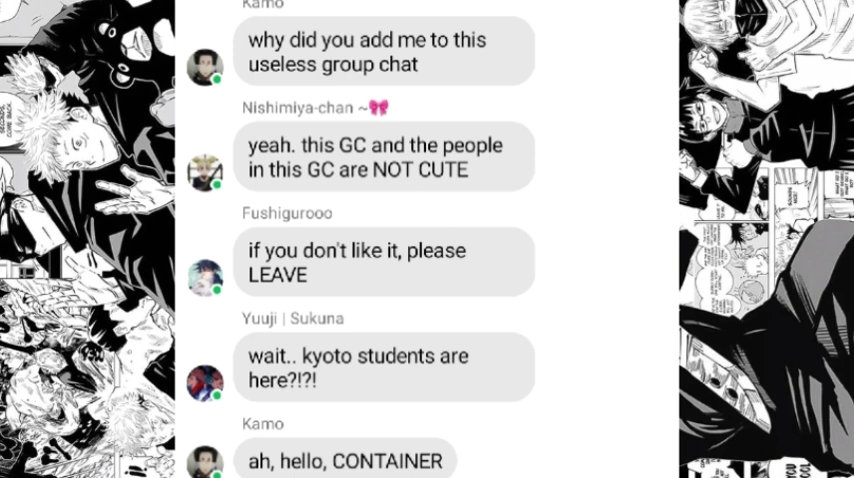 Kamo
why did you add me to this
useless group chat
Nishimiya-chan ~🎀
yeah. this GC and the people
in this GC are NOT CUTE
Fushigurooo
if you don't like it, please
LEAVE
Yuuji | Sukuna
wait.. kyoto students are
here?!?!
Kamo
ah, hello, CONTAINER